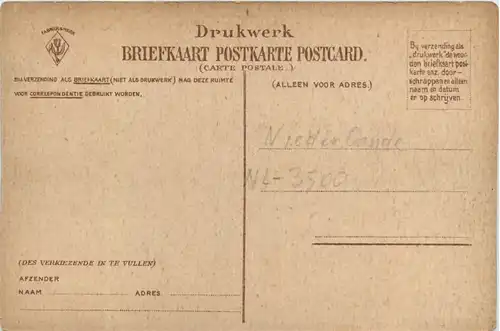 FABRIEKSMERK
Drukwerk
BRIEFKAART POSTKARTE POSTCARD.
(CARTE POSTALE.)
BIJ VERZENDING ALS BRIEFKAART (NIET ALS DRUKWERK) MAG DEZE RUIMTE
VOOR CORRESPONDENTIE GEBRUIKT WORDEN.
(ALLEEN VOOR ADRES.)
Bij verzending als
„drukwerk" de woor-
den briefkaart post-
karte enz. door-
schrappen en alleen
naam en datum
er op schrijven.
Niederlande
NL-3500
(DES VERKIEZENDE IN TE VULLEN)
AFZENDER
NAAM ADRES